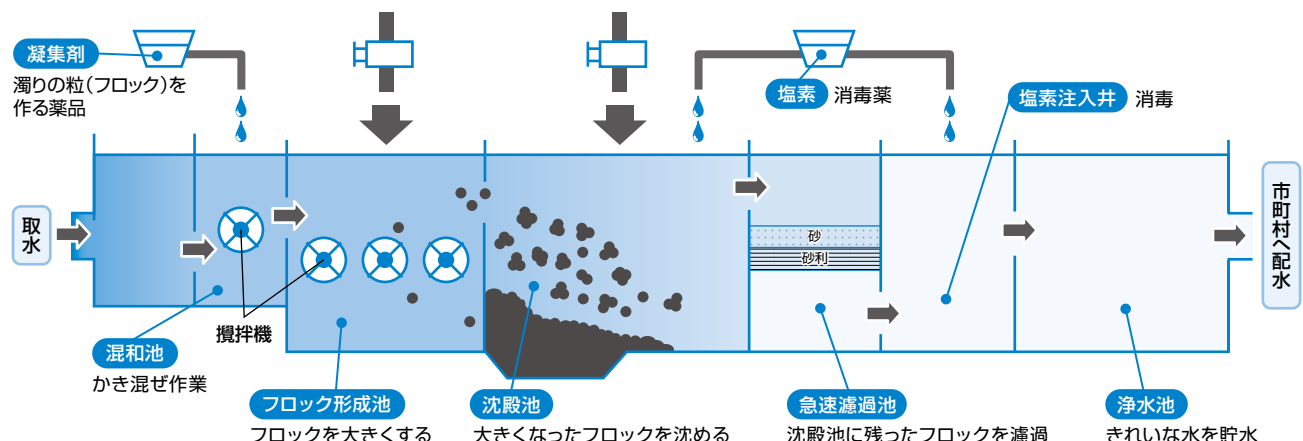 凝集剤
濁りの粒(フロック)を
作る薬品
塩素 消毒薬
塩素注入井 消毒
取水
砂
砂利
市町村へ配水
攪拌機
混和池
かき混ぜ作業
フロック形成池
フロックを大きくする
沈殿池
大きくなったフロックを沈める
急速濾過池
沈殿池に残ったフロックを濾過
浄水池
きれいな水を貯水